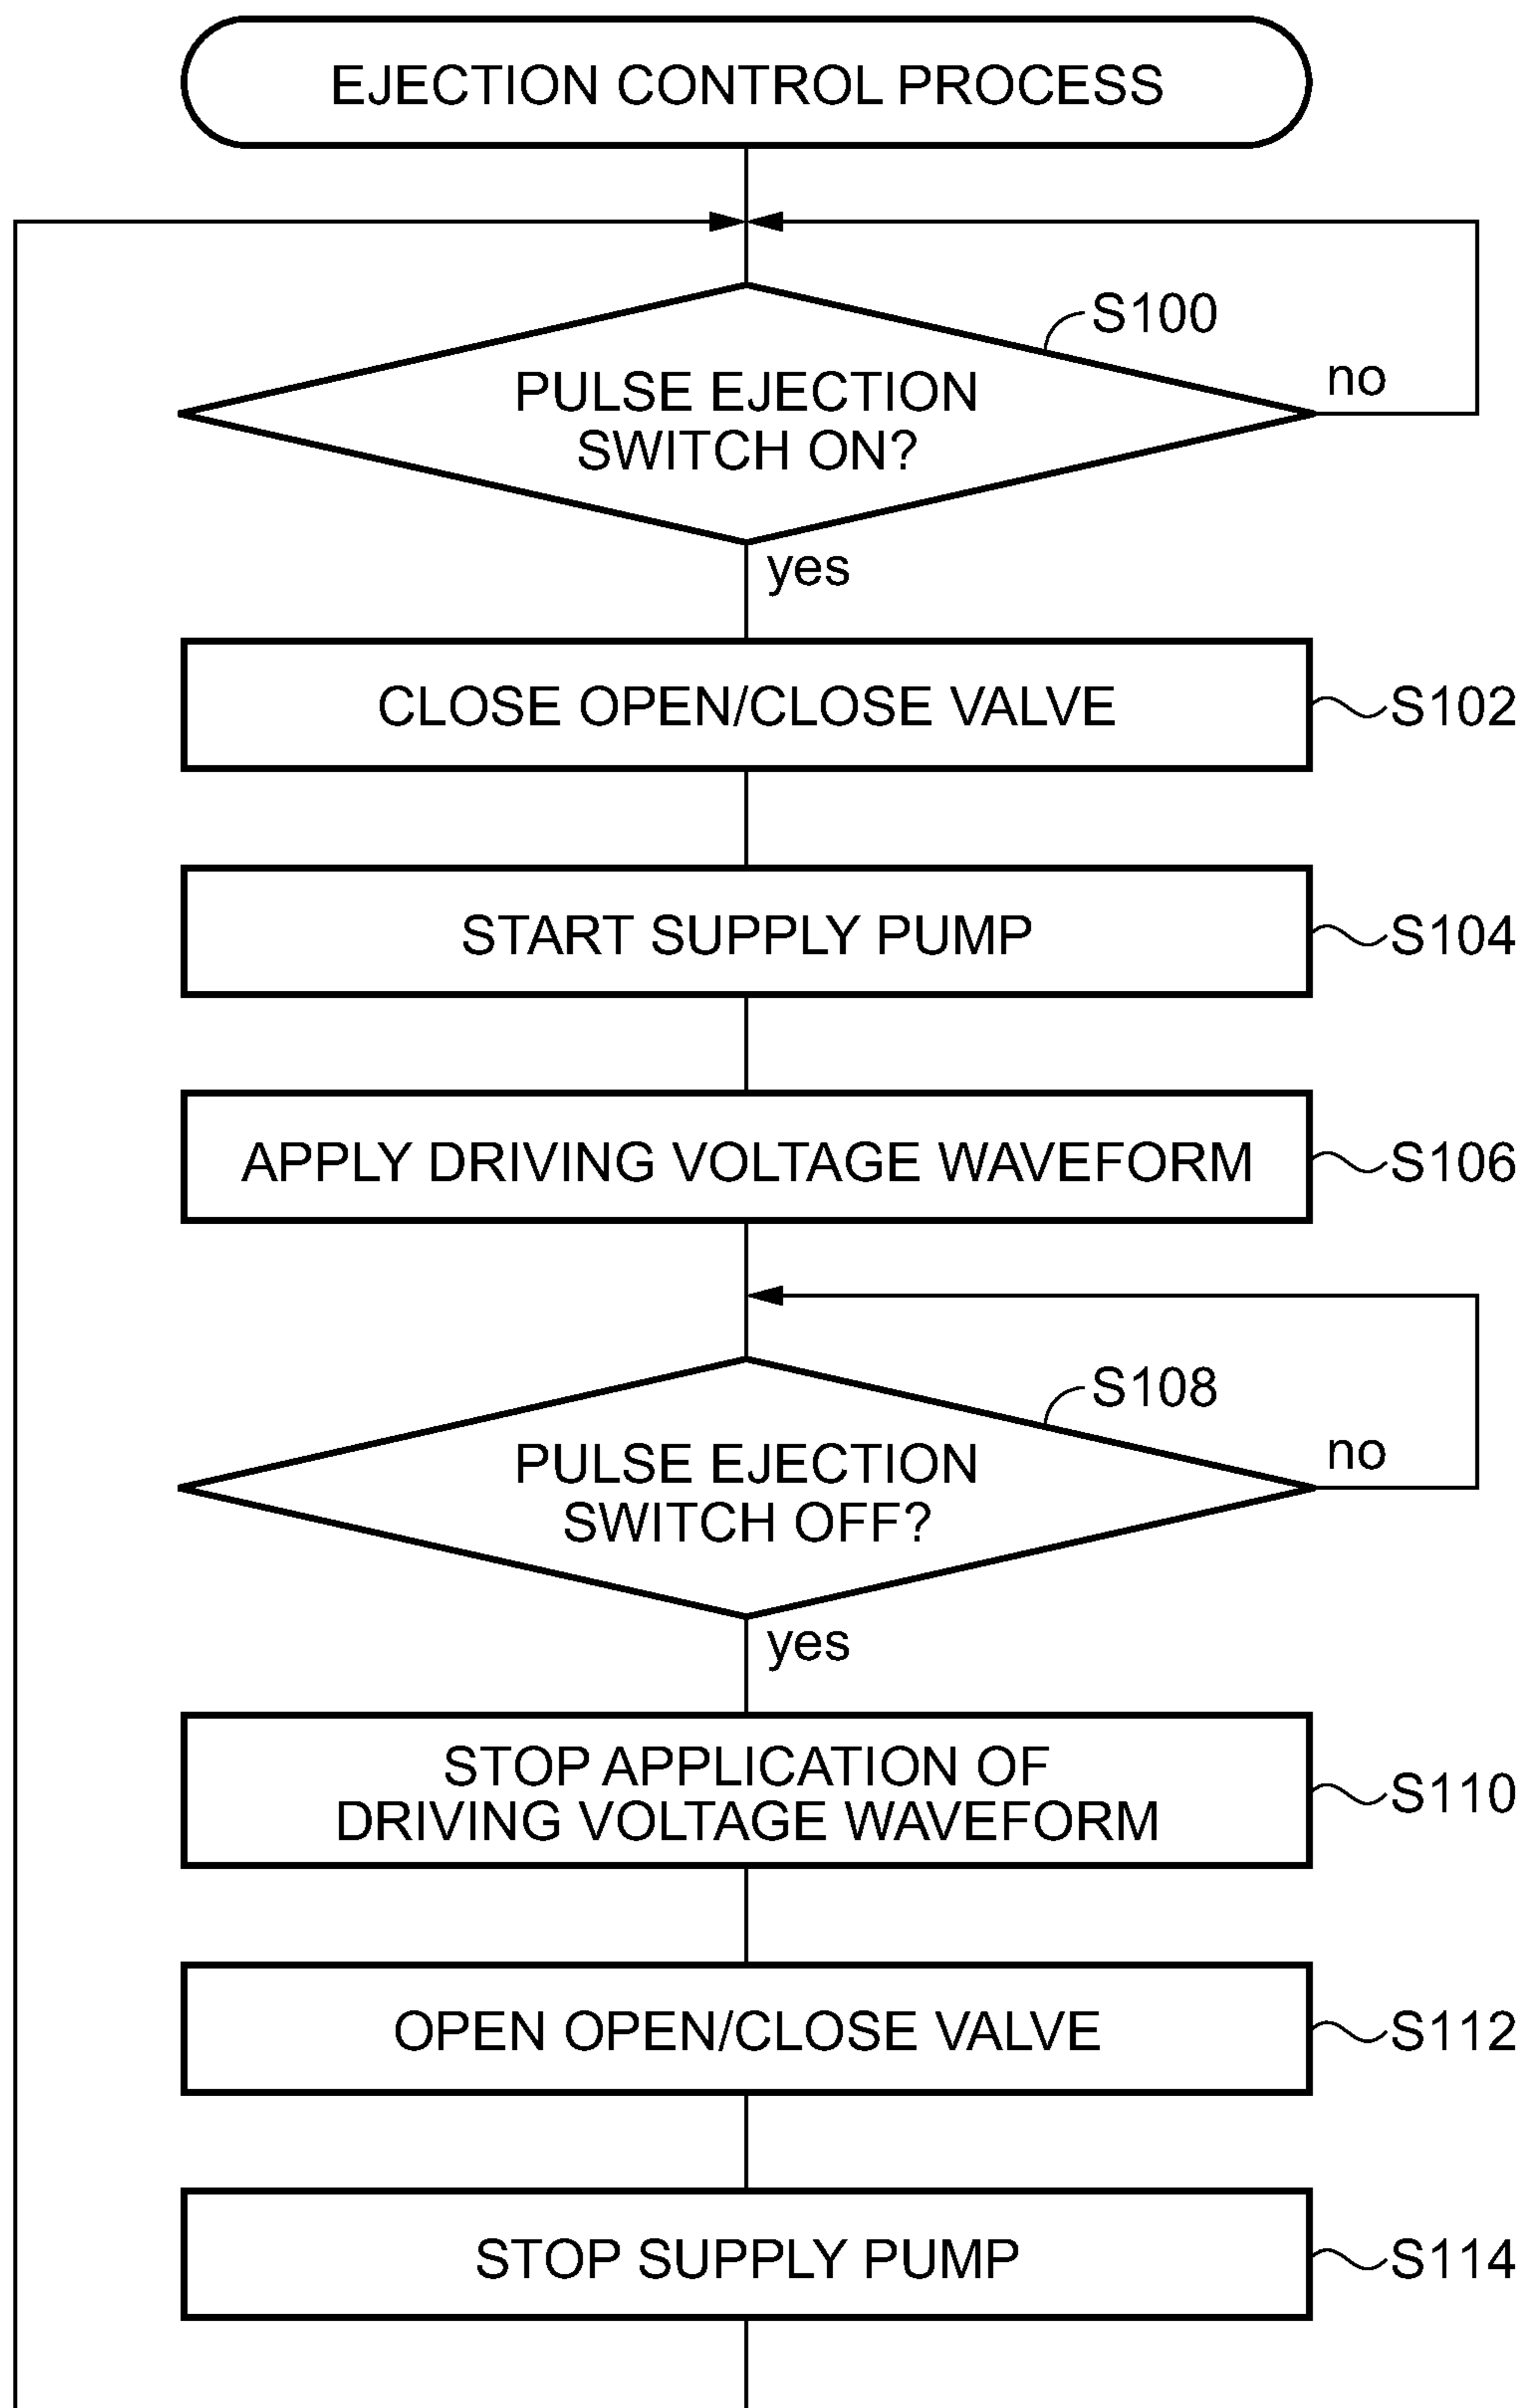 EJECTION CONTROL PROCESS
S100
no
PULSE EJECTION
SWITCH ON?
yes
CLOSE OPEN/CLOSE VALVE
S102
START SUPPLY PUMP
S104
APPLY DRIVING VOLTAGE WAVEFORM
S106
S108
no
PULSE EJECTION
SWITCH OFF?
yes
STOP APPLICATION OF
DRIVING VOLTAGE WAVEFORM
S110
OPEN OPEN/CLOSE VALVE
S112
STOP SUPPLY PUMP
S114